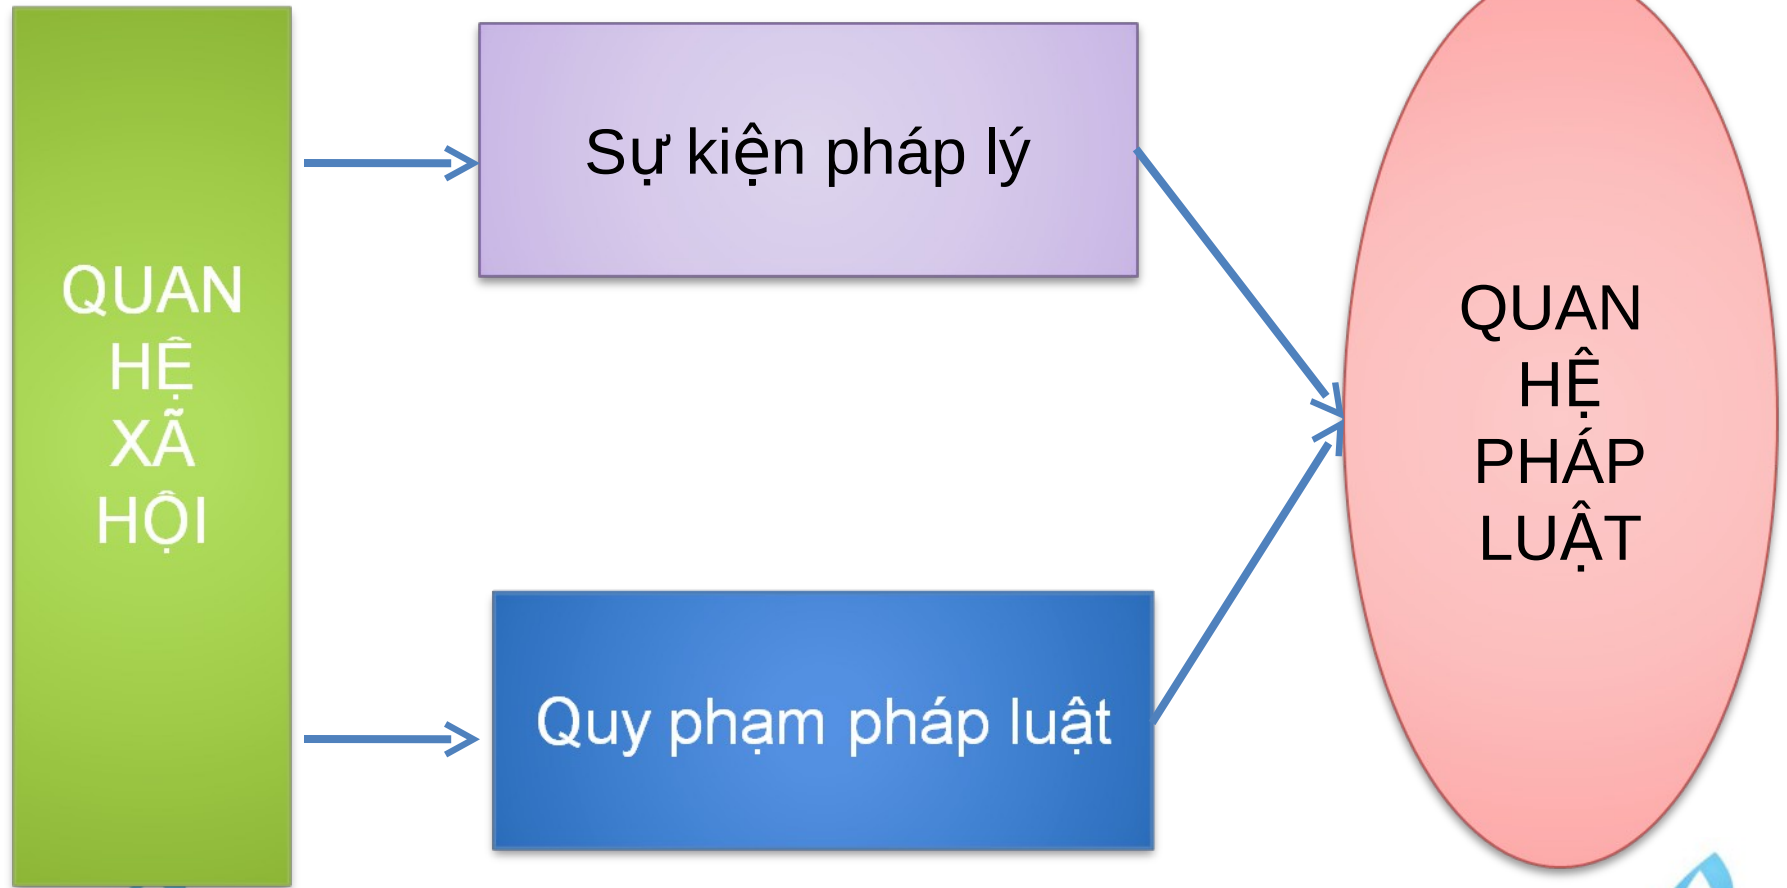 QUAN
HỆ
XÃ
HỘI
Sự kiện pháp lý
Quy phạm pháp luật
QUAN
HỆ
PHÁP
LUẬT